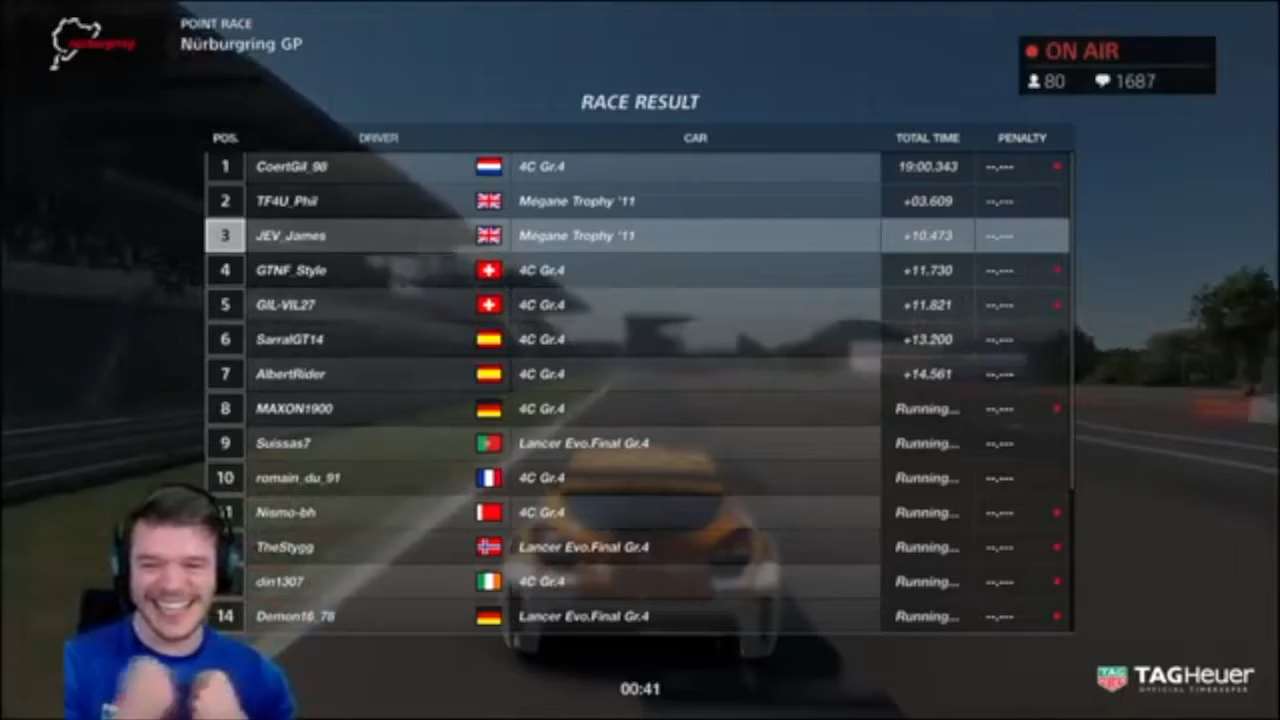 POINT RACE
Nürburgring GP
nürburgring
ON AIR
80 1687
RACE RESULT
POS. DRIVER CAR TOTAL TIME PENALTY
1 CoertGil_98 4C Gr.4 19:00.343 --.---
2 TF4U_Phil Mégane Trophy '11 +03.609 --.---
3 JEV_James Mégane Trophy '11 +10.473 --.---
4 GTNF_Style 4C Gr.4 +11.730 --.---
5 GIL-VIL27 4C Gr.4 +11.821 --.---
6 SarralGT14 4C Gr.4 +13.200 --.---
7 AlbertRider 4C Gr.4 +14.561 --.---
8 MAXON1900 4C Gr.4 Running... --.---
9 Suissas7 Lancer Evo.Final Gr.4 Running... --.---
10 romain_du_91 4C Gr.4 Running... --.---
1 Nismo-bh 4C Gr.4 Running... --.---
TheStygg Lancer Evo.Final Gr.4 Running... --.---
din1307 4C Gr.4 Running... --.---
14 Demon16_78 Lancer Evo.Final Gr.4 Running... --.---
00:41
TAG TAGHeuer
OFFICIAL TIMEKEEPER